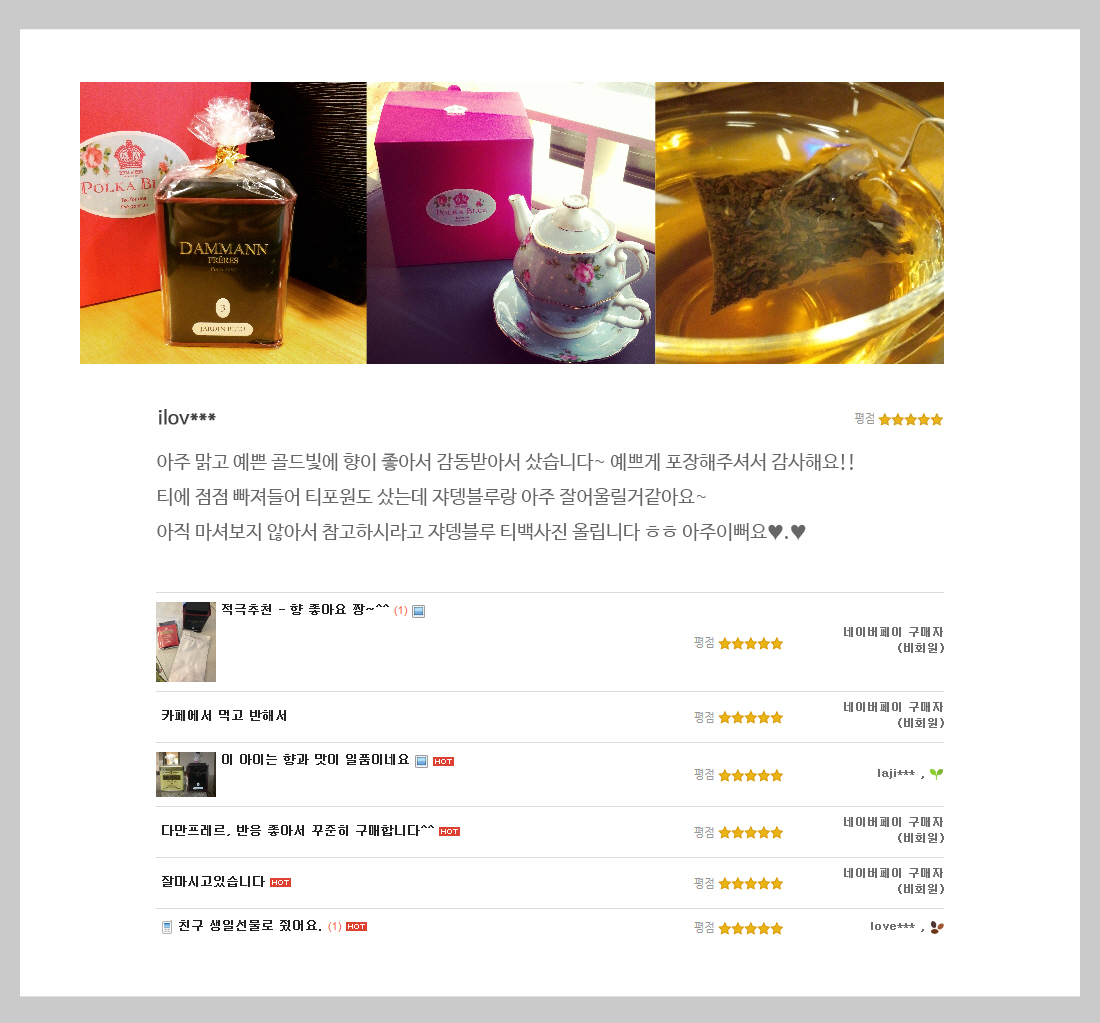 POLKA BL
DAMMANN
FRÈRES
3
JARDIN BLEU
POLKA BLUZ
ilov***
평점
아주 맑고 예쁜 골드빛에 향이 좋아서 감동받아서 샀습니다~ 예쁘게 포장해주셔서 감사해요!!
티에 점점 빠져들어 티포원도 샀는데 쟈뎅블루랑 아주 잘어울릴거같아요~
아직 마셔보지 않아서 참고하시라고 쟈뎅블루 티백사진 올립니다 ㅎㅎ 아주이뻐요♥.♥
적극추천 - 향 좋아요 짱~^^ (1)
평점
네이버페이 구매자
(비회원)
카페에서 먹고 반해서
평점
네이버페이 구매자
(비회원)
이 아이는 향과 맛이 일품이네요 HOT
평점
laji*** ,
다만프레르, 반응 좋아서 꾸준히 구매합니다^^ HOT
평점
네이버페이 구매자
(비회원)
잘마시고있습니다 HOT
평점
네이버페이 구매자
(비회원)
친구 생일선물로 줬어요. (1) HOT
평점
love*** ,